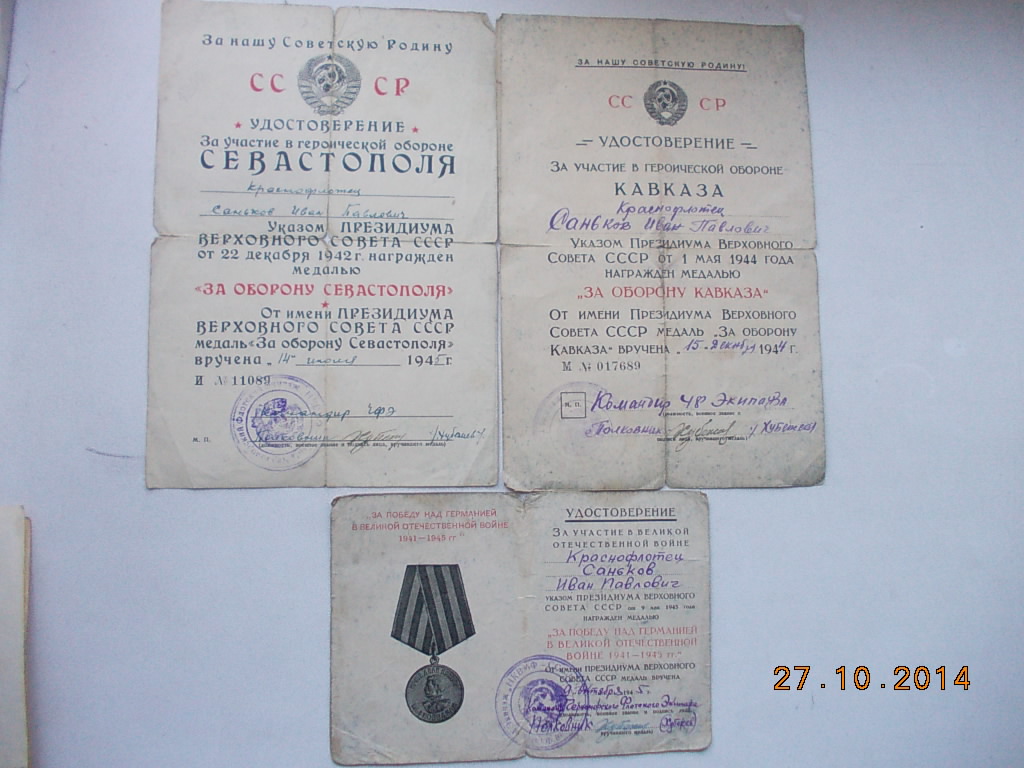 За нашу Советскую Родину
СС СР
УДОСТОВЕРЕНИЕ
За участие в героической обороне
СЕВАСТОПОЛЯ
краснофлотец
Саньков Иван Павлович
Указом ПРЕЗИДИУМА
ВЕРХОВНОГО СОВЕТА СССР
от 22 декабря 1942 г. награжден
медалью
«ЗА ОБОРОНУ СЕВАСТОПОЛЯ»
От имени ПРЕЗИДИУМА
ВЕРХОВНОГО СОВЕТА СССР
медаль «За оборону Севастополя»
вручена „14" июля 1945 г.
И № 11089
Командир ЧФЭ
м. п. Полковник
ЗА НАШУ СОВЕТСКУЮ РОДИНУ!
СС СР
УДОСТОВЕРЕНИЕ
ЗА УЧАСТИЕ В ГЕРОИЧЕСКОЙ ОБОРОНЕ
КАВКАЗА
Краснофлотец
Саньков Иван Павлович
Указом Президиума Верховного
Совета СССР от 1 мая 1944 года
награжден медалью
„ЗА ОБОРОНУ КАВКАЗА"
От имени Президиума Верховного
Совета СССР медаль „За оборону
Кавказа" вручена „15" декабря 1944 г.
М № 017689
М. П. Командир 48 Экипажа
Полковник
„ЗА ПОБЕДУ НАД ГЕРМАНИЕЙ
В ВЕЛИКОЙ ОТЕЧЕСТВЕННОЙ ВОЙНЕ
1941—1945 гг."
УДОСТОВЕРЕНИЕ
ЗА УЧАСТИЕ В ВЕЛИКОЙ
ОТЕЧЕСТВЕННОЙ ВОЙНЕ
Краснофлотец
Саньков
Иван Павлович
указом ПРЕЗИДИУМА ВЕРХОВНОГО
СОВЕТА СССР от 9 мая 1945 года
НАГРАЖДЕН МЕДАЛЬЮ
„ЗА ПОБЕДУ НАД ГЕРМАНИЕЙ
В ВЕЛИКОЙ ОТЕЧЕСТВЕННОЙ
ВОЙНЕ 1941—1945 гг."
От имени ПРЕЗИДИУМА ВЕРХОВНОГО
СОВЕТА СССР МЕДАЛЬ ВРУЧЕНА
Экипажа
Полковник
27.10.2014